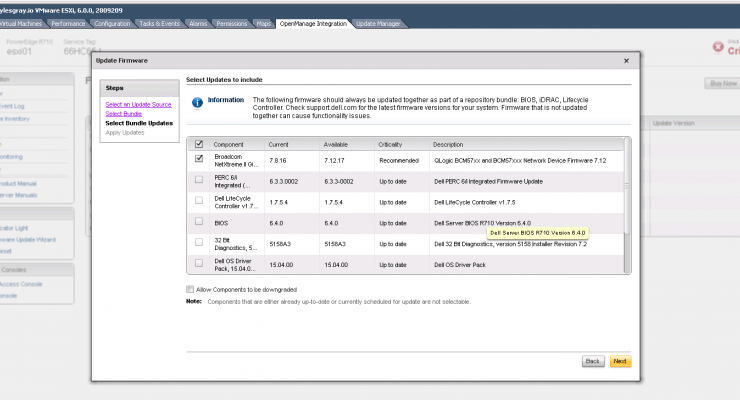 ylesgray.io VMware ESXi, 6.0.0, 2809209
Virtual Machines Performance Configuration Tasks & Events Alarms Permissions Maps OpenManage Integration Update Manager
PowerEdge R710 Service Tag:
esxi01 66HC
Buy Now
Update Version
Event Log
e Inventory
onitoring
roduct Manual
erver Manuals
cator Light
mware Update Wizard
eset
Consoles
Access Console
onsole
Update Firmware
Steps
Select an Update Source
Select Bundle
Select Bundle Updates
Apply Updates
Select Updates to include
Information The following firmware should always be updated together as part of a repository bundle: BIOS, iDRAC, Lifecycle
Controller. Check support.dell.com for the latest firmware versions for your system. Firmware that is not updated
together can cause functionality issues.
Component Current Available Criticality Description
Broadcom
NetXtreme II Gi... 7.8.16 7.12.17 Recommended QLogic BCM57xx and BCM57xxx Network Device Firmware 7.12
PERC 6/i
Integrated (... 6.3.3.0002 6.3.3-0002 Up to date Dell PERC 6/i Integrated Firmware Update
Dell LifeCycle
Controller v1.7... 1.7.5.4 1.7.5.4 Up to date Dell LifeCycle Controller v1.7.5
BIOS 6.4.0 6.4.0 Up to date Dell Server BIOS R710 Version 6.4.0
Dell Server BIOS R710 Version 6.4.0
32 Bit
Diagnostics, 5... 5158A3 5158A3 Up to date Dell 32 Bit Diagnostics, version 5158 Installer Revision 7.2
Dell OS Driver
Pack, 15.04.0... 15.04.00 15.04.00 Up to date Dell OS Driver Pack
Allow Components to be downgraded
Note: Components that are either already up-to-date or currently scheduled for update are not selectable.
Back Next